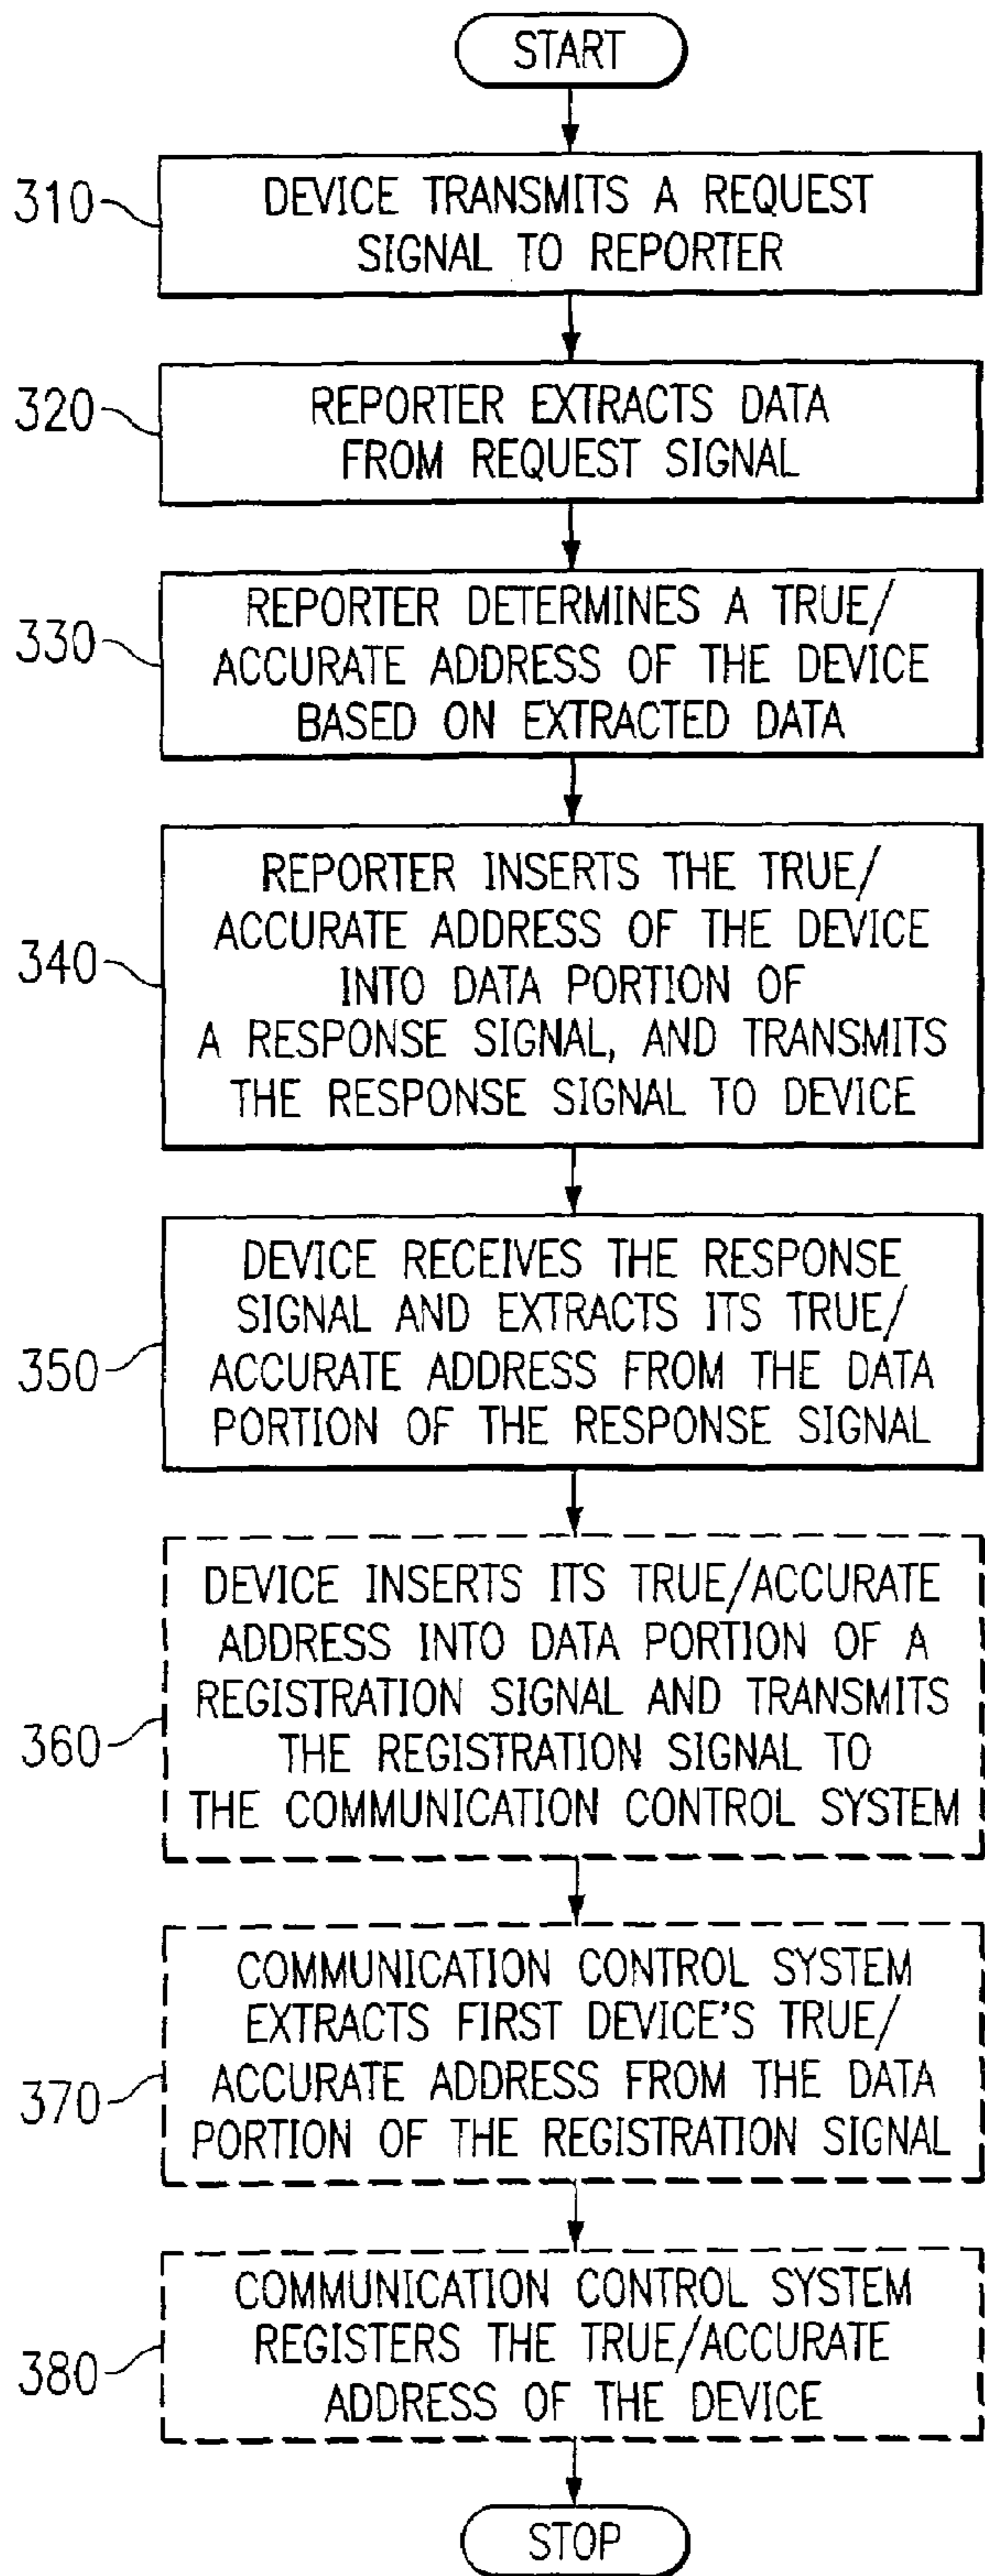 START
310
DEVICE TRANSMITS A REQUEST
SIGNAL TO REPORTER
320
REPORTER EXTRACTS DATA
FROM REQUEST SIGNAL
330
REPORTER DETERMINES A TRUE/
ACCURATE ADDRESS OF THE DEVICE
BASED ON EXTRACTED DATA
340
REPORTER INSERTS THE TRUE/
ACCURATE ADDRESS OF THE DEVICE
INTO DATA PORTION OF
A RESPONSE SIGNAL, AND TRANSMITS
THE RESPONSE SIGNAL TO DEVICE
350
DEVICE RECEIVES THE RESPONSE
SIGNAL AND EXTRACTS ITS TRUE/
ACCURATE ADDRESS FROM THE DATA
PORTION OF THE RESPONSE SIGNAL
360
DEVICE INSERTS ITS TRUE/ACCURATE
ADDRESS INTO DATA PORTION OF A
REGISTRATION SIGNAL AND TRANSMITS
THE REGISTRATION SIGNAL TO
THE COMMUNICATION CONTROL SYSTEM
370
COMMUNICATION CONTROL SYSTEM
EXTRACTS FIRST DEVICE'S TRUE/
ACCURATE ADDRESS FROM THE DATA
PORTION OF THE REGISTRATION SIGNAL
380
COMMUNICATION CONTROL SYSTEM
REGISTERS THE TRUE/ACCURATE
ADDRESS OF THE DEVICE
STOP